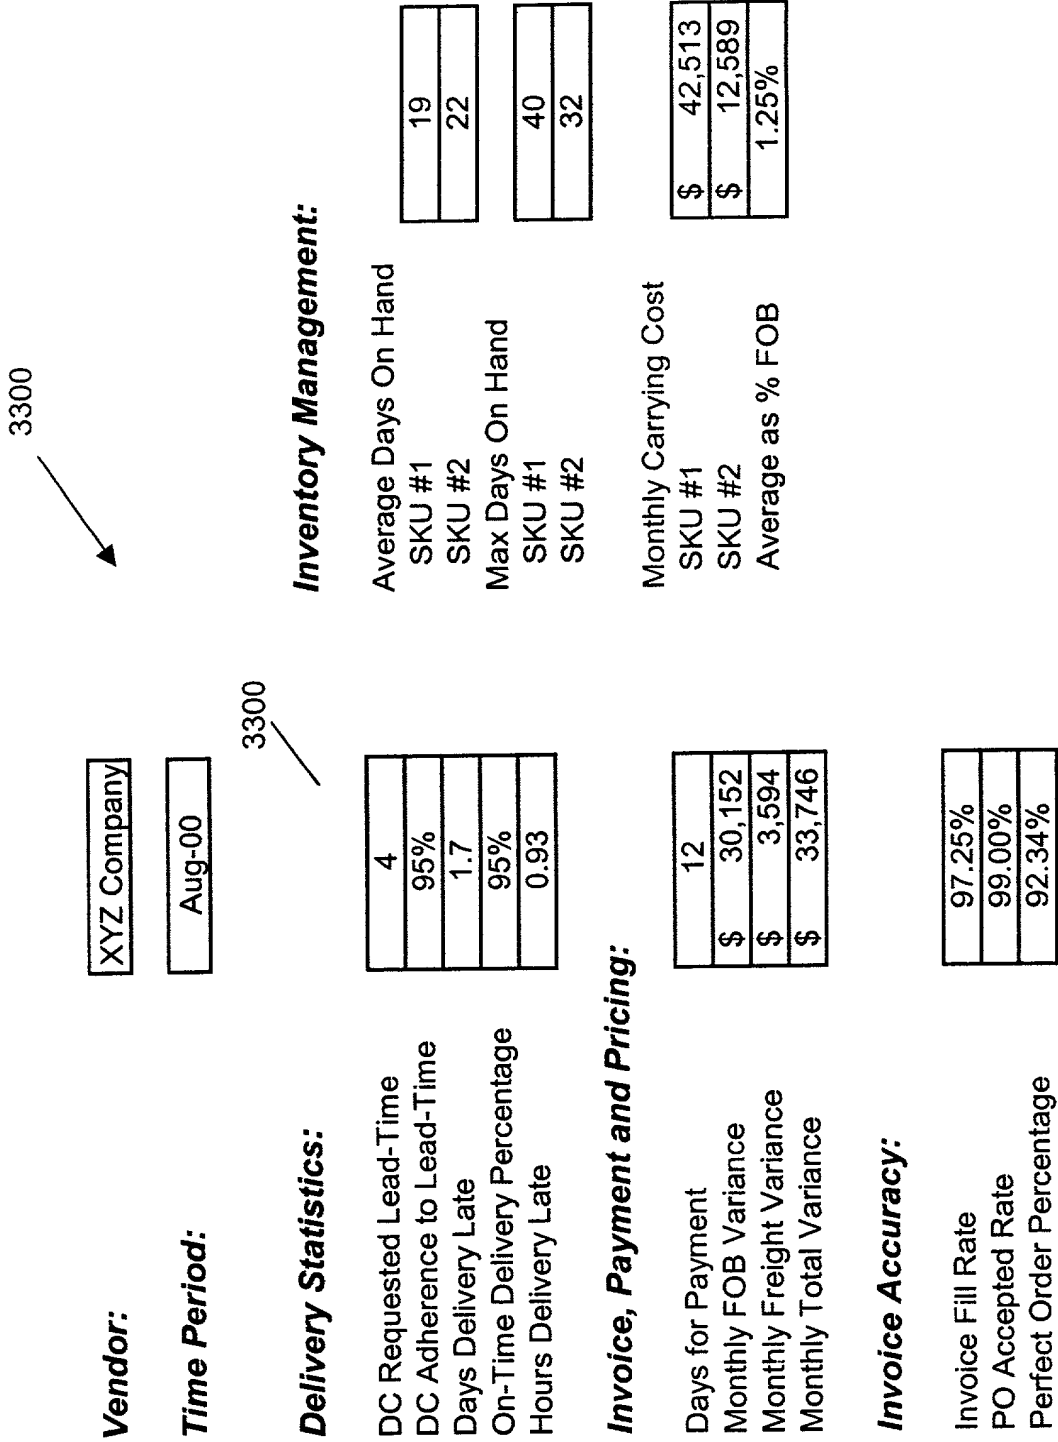 3300
Vendor: XYZ Company
Time Period: Aug-00
3300
Delivery Statistics:
DC Requested Lead-Time 4
DC Adherence to Lead-Time 95%
Days Delivery Late 1.7
On-Time Delivery Percentage 95%
Hours Delivery Late 0.93
Invoice, Payment and Pricing:
Days for Payment 12
Monthly FOB Variance $ 30,152
Monthly Freight Variance $ 3,594
Monthly Total Variance $ 33,746
Invoice Accuracy:
Invoice Fill Rate 97.25%
PO Accepted Rate 99.00%
Perfect Order Percentage 92.34%
Inventory Management:
Average Days On Hand
SKU #1 19
SKU #2 22
Max Days On Hand
SKU #1 40
SKU #2 32
Monthly Carrying Cost
SKU #1 $ 42,513
SKU #2 $ 12,589
Average as % FOB 1.25%